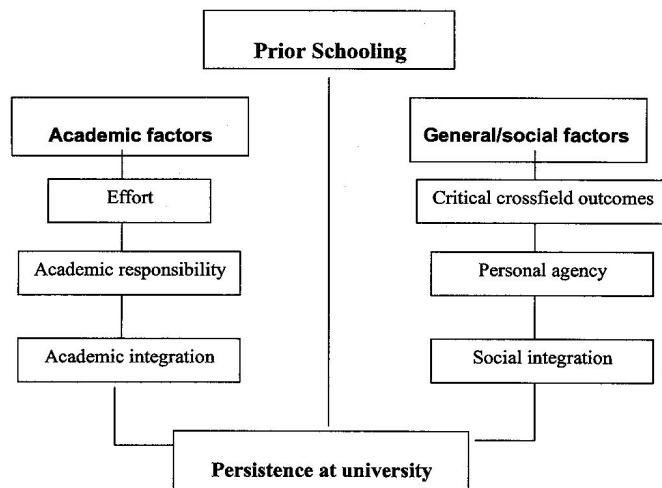 Prior Schooling
Academic factors
General/social factors
Effort
Critical crossfield outcomes
Academic responsibility
Personal agency
Academic integration
Social integration
Persistence at university